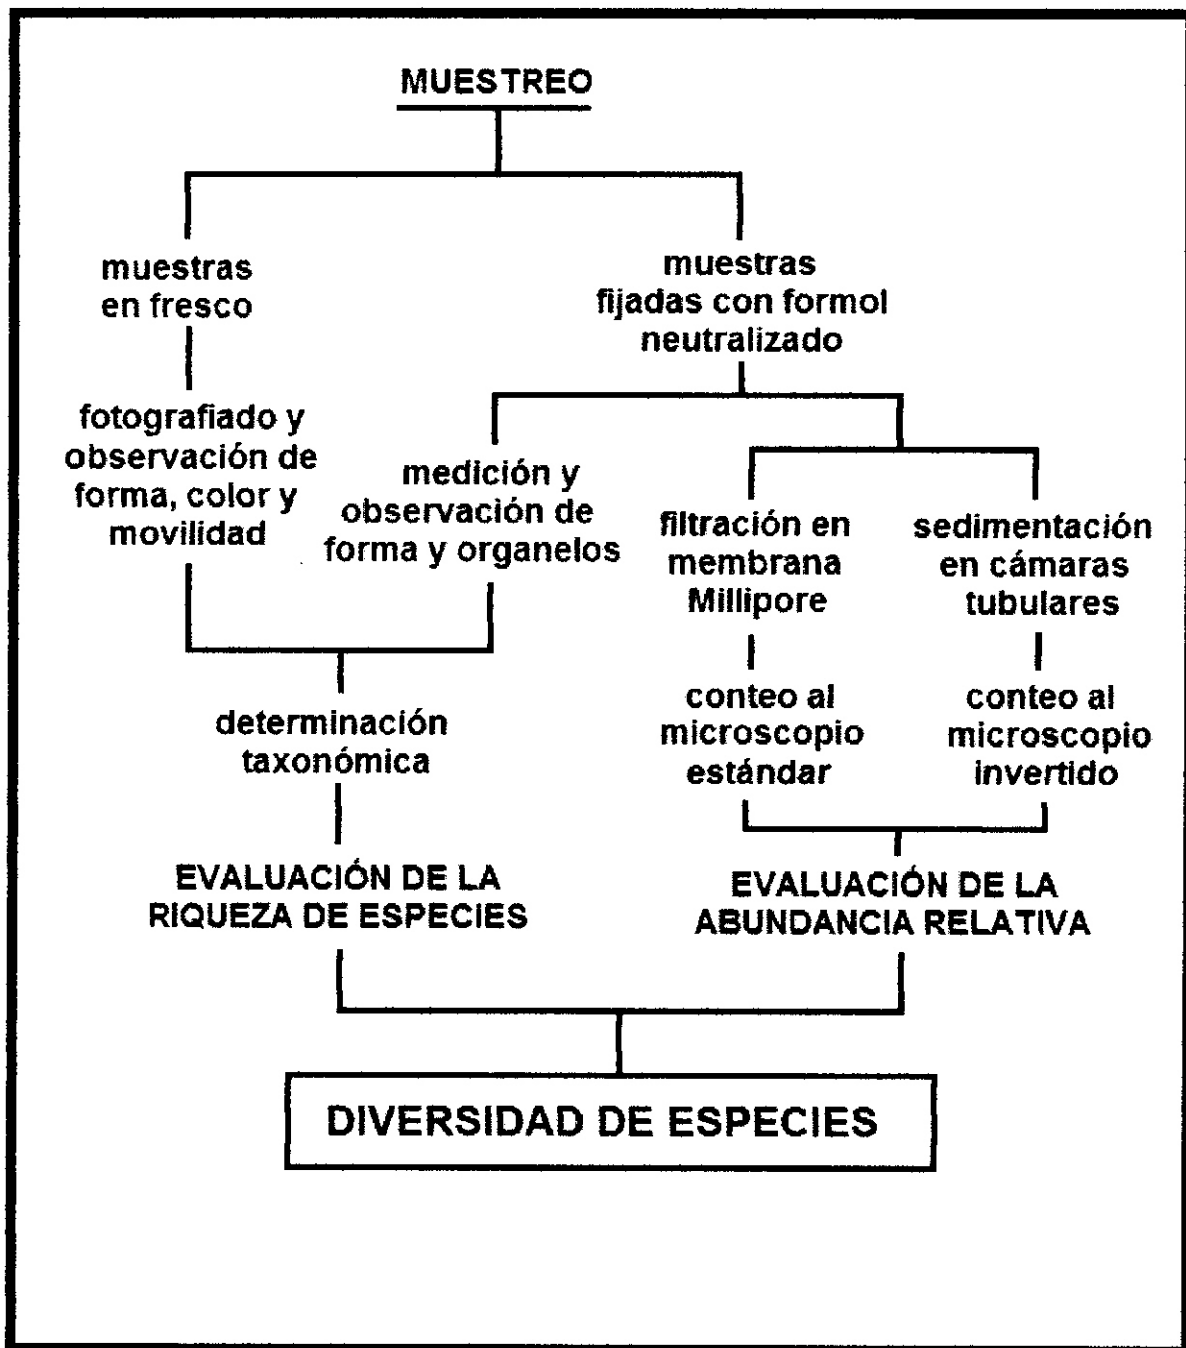 MUESTREO
muestras
en fresco
muestras
fijadas con formol
neutralizado
fotografiado y
observación de
forma, color y
movilidad
medición y
observación de
forma y organelos
filtración en
membrana
Millipore
sedimentación
en cámaras
tubulares
determinación
taxonómica
conteo al
microscopio
estándar
conteo al
microscopio
invertido
EVALUACIÓN DE LA
RIQUEZA DE ESPECIES
EVALUACIÓN DE LA
ABUNDANCIA RELATIVA
DIVERSIDAD DE ESPECIES